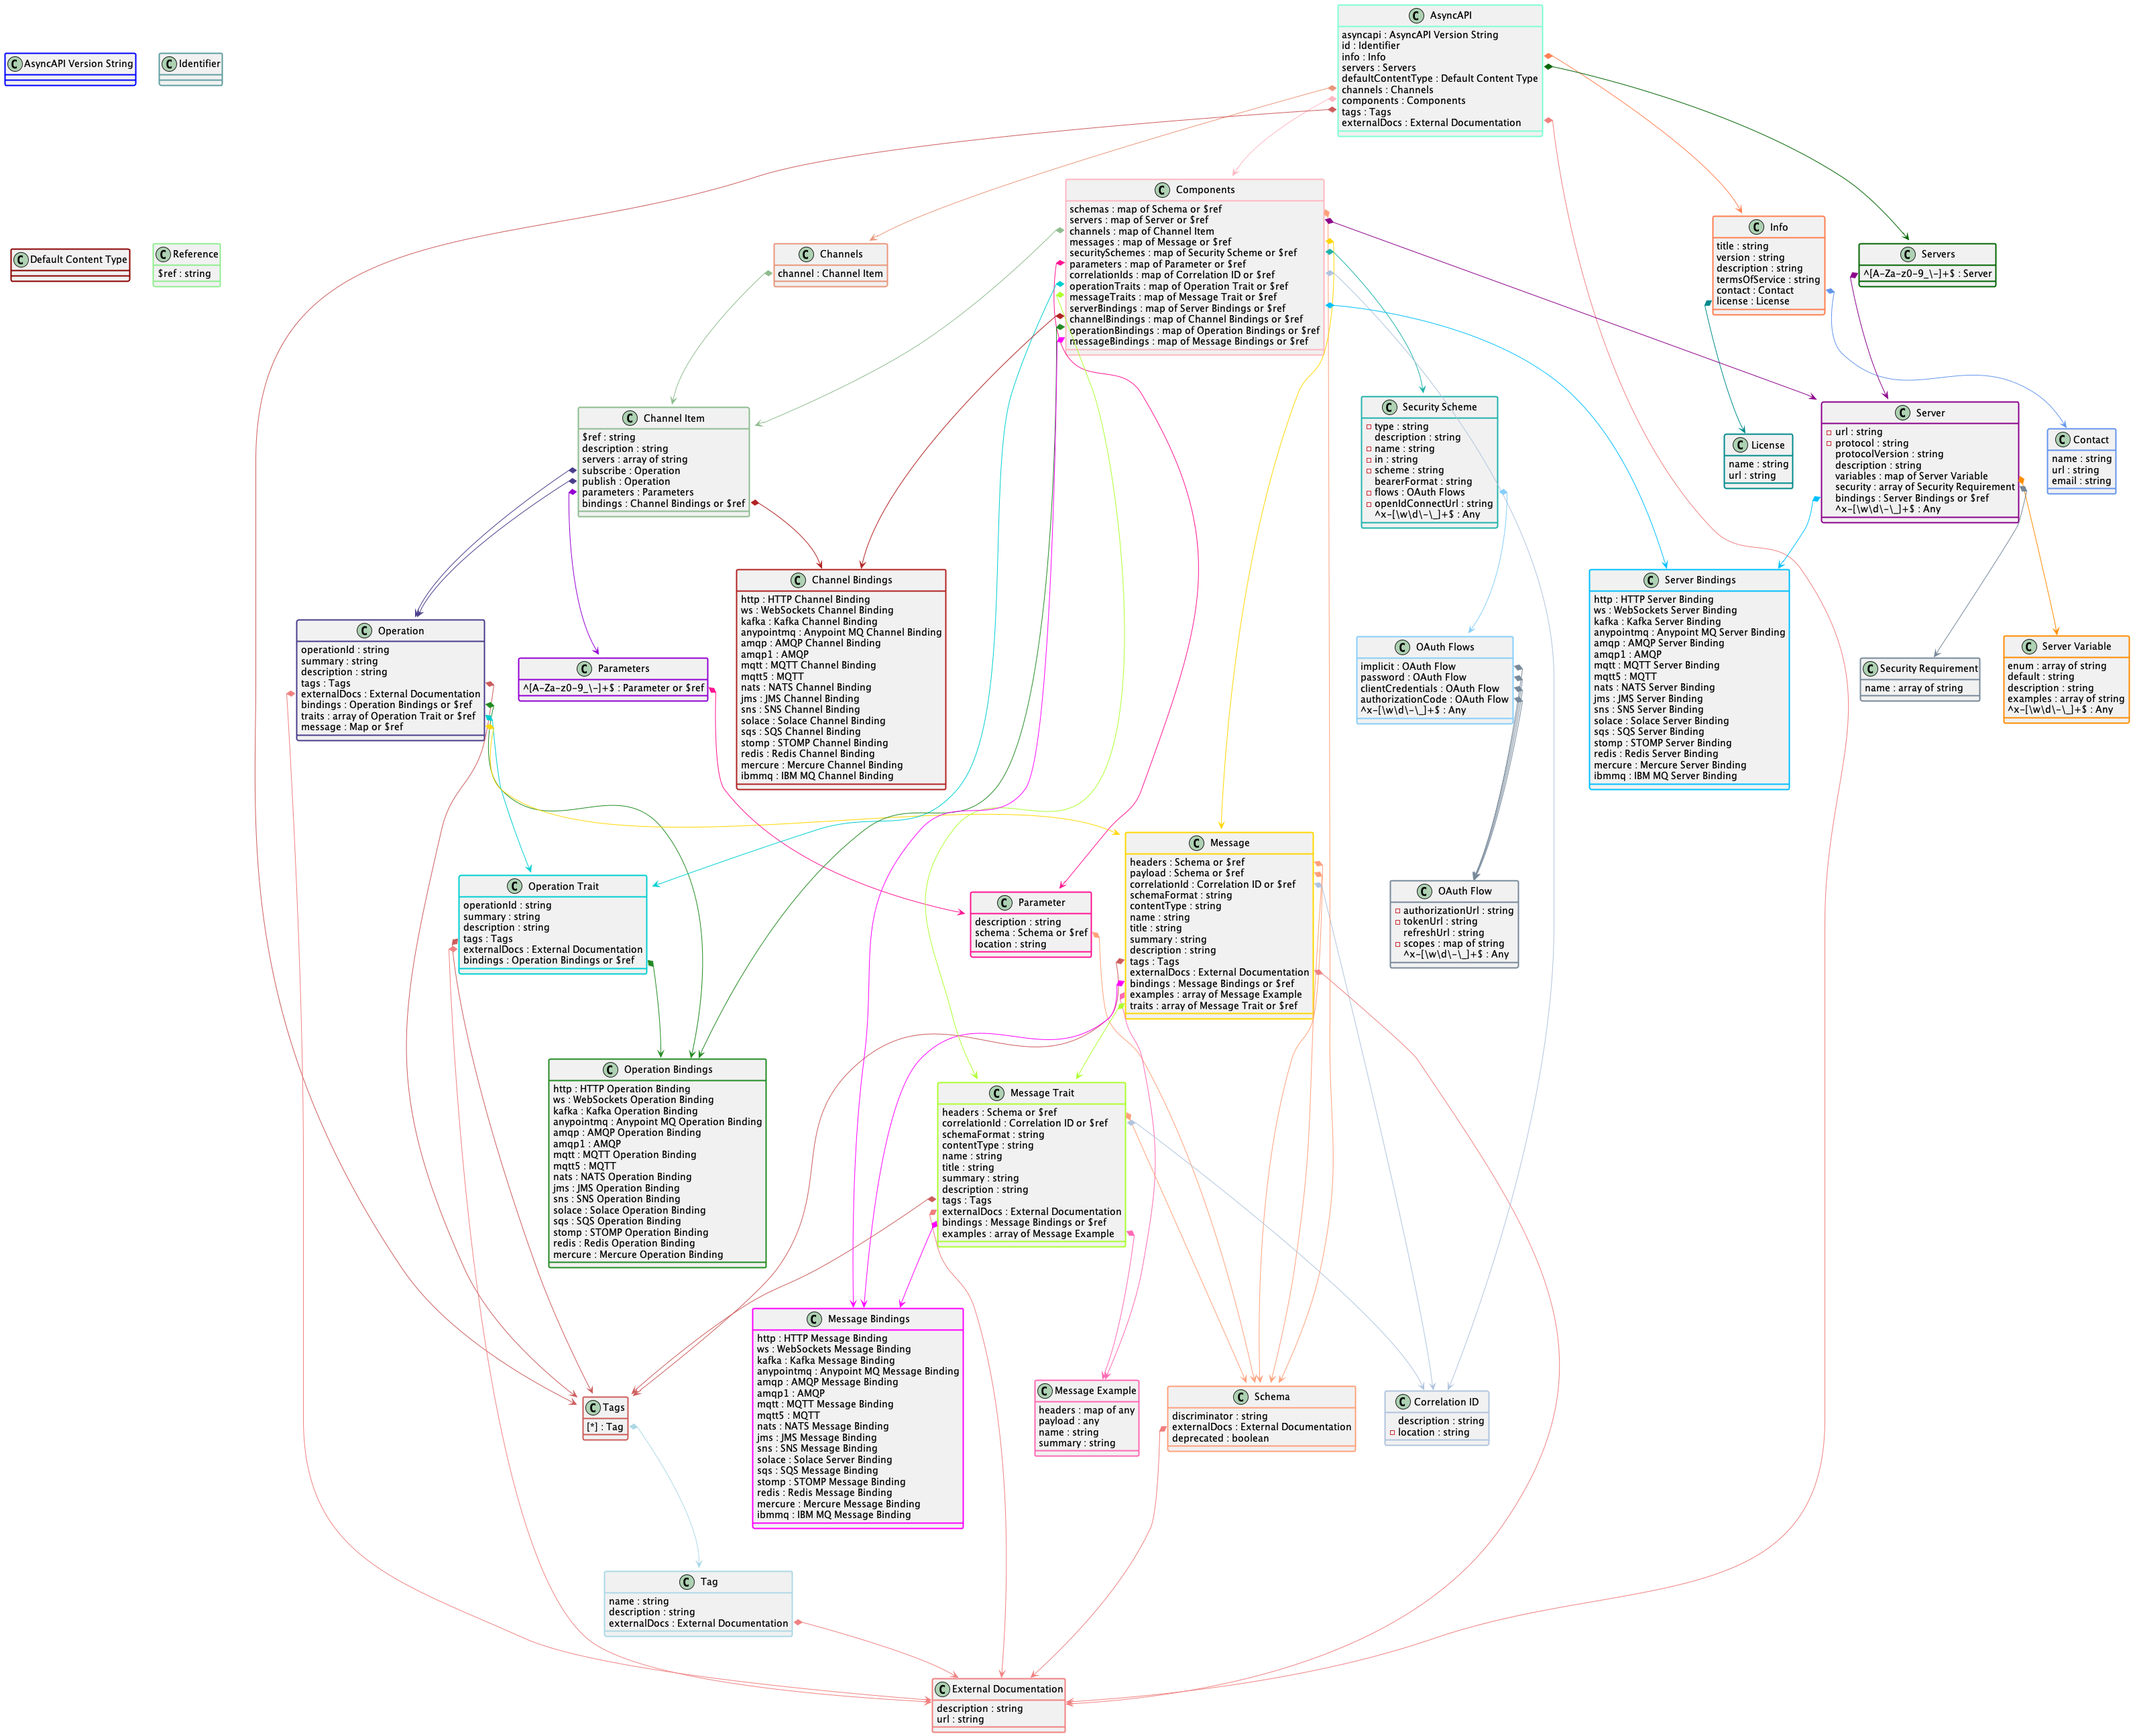 AsyncAPI
asyncapi : AsyncAPI Version String
id : Identifier
info : Info
servers : Servers
defaultContentType : Default Content Type
channels : Channels
components : Components
tags : Tags
externalDocs : External Documentation
AsyncAPI Version String
Identifier
Components
schemas : map of Schema or $ref
servers : map of Server or $ref
channels : map of Channel Item
messages : map of Message or $ref
securitySchemes : map of Security Scheme or $ref
parameters : map of Parameter or $ref
correlationIds : map of Correlation ID or $ref
operationTraits : map of Operation Trait or $ref
messageTraits : map of Message Trait or $ref
serverBindings : map of Server Bindings or $ref
channelBindings : map of Channel Bindings or $ref
operationBindings : map of Operation Bindings or $ref
messageBindings : map of Message Bindings or $ref
Info
title : string
version : string
description : string
termsOfService : string
contact : Contact
license : License
Default Content Type
Reference
$ref : string
Channels
channel : Channel Item
Servers
^[A-Za-z0-9_\-]+$ : Server
Channel Item
$ref : string
description : string
servers : array of string
subscribe : Operation
publish : Operation
parameters : Parameters
bindings : Channel Bindings or $ref
Security Scheme
type : string
description : string
name : string
in : string
scheme : string
bearerFormat : string
flows : OAuth Flows
openIdConnectUrl : string
^x-[\w\d\-\_]+$ : Any
License
name : string
url : string
Server
url : string
protocol : string
protocolVersion : string
description : string
variables : map of Server Variable
security : array of Security Requirement
bindings : Server Bindings or $ref
^x-[\w\d\-\_]+$ : Any
Contact
name : string
url : string
email : string
Operation
operationId : string
summary : string
description : string
tags : Tags
externalDocs : External Documentation
bindings : Operation Bindings or $ref
traits : array of Operation Trait or $ref
message : Map or $ref
Parameters
^[A-Za-z0-9_\-]+$ : Parameter or $ref
Channel Bindings
http : HTTP Channel Binding
ws : WebSockets Channel Binding
kafka : Kafka Channel Binding
anypointmq : Anypoint MQ Channel Binding
amqp : AMQP Channel Binding
amqp1 : AMQP
mqtt : MQTT Channel Binding
mqtt5 : MQTT
nats : NATS Channel Binding
jms : JMS Channel Binding
sns : SNS Channel Binding
solace : Solace Channel Binding
sqs : SQS Channel Binding
stomp : STOMP Channel Binding
redis : Redis Channel Binding
mercure : Mercure Channel Binding
ibmmq : IBM MQ Channel Binding
OAuth Flows
implicit : OAuth Flow
password : OAuth Flow
clientCredentials : OAuth Flow
authorizationCode : OAuth Flow
^x-[\w\d\-\_]+$ : Any
Server Bindings
http : HTTP Server Binding
ws : WebSockets Server Binding
kafka : Kafka Server Binding
anypointmq : Anypoint MQ Server Binding
amqp : AMQP Server Binding
amqp1 : AMQP
mqtt : MQTT Server Binding
mqtt5 : MQTT
nats : NATS Server Binding
jms : JMS Server Binding
sns : SNS Server Binding
solace : Solace Server Binding
sqs : SQS Server Binding
stomp : STOMP Server Binding
redis : Redis Server Binding
mercure : Mercure Server Binding
ibmmq : IBM MQ Server Binding
Security Requirement
name : array of string
Server Variable
enum : array of string
default : string
description : string
examples : array of string
^x-[\w\d\-\_]+$ : Any
Operation Trait
operationId : string
summary : string
description : string
tags : Tags
externalDocs : External Documentation
bindings : Operation Bindings or $ref
Parameter
description : string
schema : Schema or $ref
location : string
Message
headers : Schema or $ref
payload : Schema or $ref
correlationId : Correlation ID or $ref
schemaFormat : string
contentType : string
name : string
title : string
summary : string
description : string
tags : Tags
externalDocs : External Documentation
bindings : Message Bindings or $ref
examples : array of Message Example
traits : array of Message Trait or $ref
OAuth Flow
authorizationUrl : string
tokenUrl : string
refreshUrl : string
scopes : map of string
^x-[\w\d\-\_]+$ : Any
Operation Bindings
http : HTTP Operation Binding
ws : WebSockets Operation Binding
kafka : Kafka Operation Binding
anypointmq : Anypoint MQ Operation Binding
amqp : AMQP Operation Binding
amqp1 : AMQP
mqtt : MQTT Operation Binding
mqtt5 : MQTT
nats : NATS Operation Binding
jms : JMS Operation Binding
sns : SNS Operation Binding
solace : Solace Operation Binding
sqs : SQS Operation Binding
stomp : STOMP Operation Binding
redis : Redis Operation Binding
mercure : Mercure Operation Binding
Message Trait
headers : Schema or $ref
correlationId : Correlation ID or $ref
schemaFormat : string
contentType : string
name : string
title : string
summary : string
description : string
tags : Tags
externalDocs : External Documentation
bindings : Message Bindings or $ref
examples : array of Message Example
Tags
[*] : Tag
Message Bindings
http : HTTP Message Binding
ws : WebSockets Message Binding
kafka : Kafka Message Binding
anypointmq : Anypoint MQ Message Binding
amqp : AMQP Message Binding
amqp1 : AMQP
mqtt : MQTT Message Binding
mqtt5 : MQTT
nats : NATS Message Binding
jms : JMS Message Binding
sns : SNS Message Binding
solace : Solace Server Binding
sqs : SQS Message Binding
stomp : STOMP Message Binding
redis : Redis Message Binding
mercure : Mercure Message Binding
ibmmq : IBM MQ Message Binding
Message Example
headers : map of any
payload : any
name : string
summary : string
Schema
discriminator : string
externalDocs : External Documentation
deprecated : boolean
Correlation ID
description : string
location : string
Tag
name : string
description : string
externalDocs : External Documentation
External Documentation
description : string
url : string